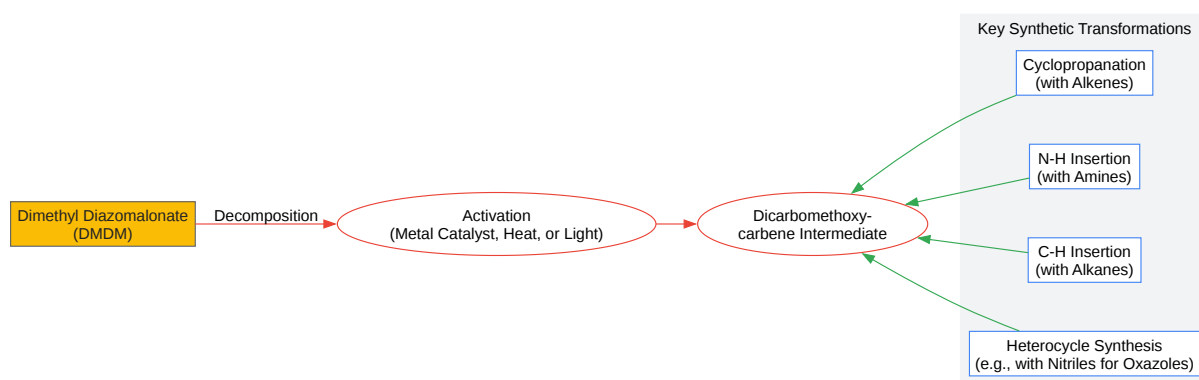 Key Synthetic Transformations
Cyclopropanation
(with Alkenes)
N-H Insertion
(with Amines)
Dimethyl Diazomalonate
(DMDM)
Decomposition
Activation
(Metal Catalyst, Heat, or Light)
Dicarbomethoxy-
carbene Intermediate
C-H Insertion
(with Alkanes)
Heterocycle Synthesis
(e.g., with Nitriles for Oxazoles)